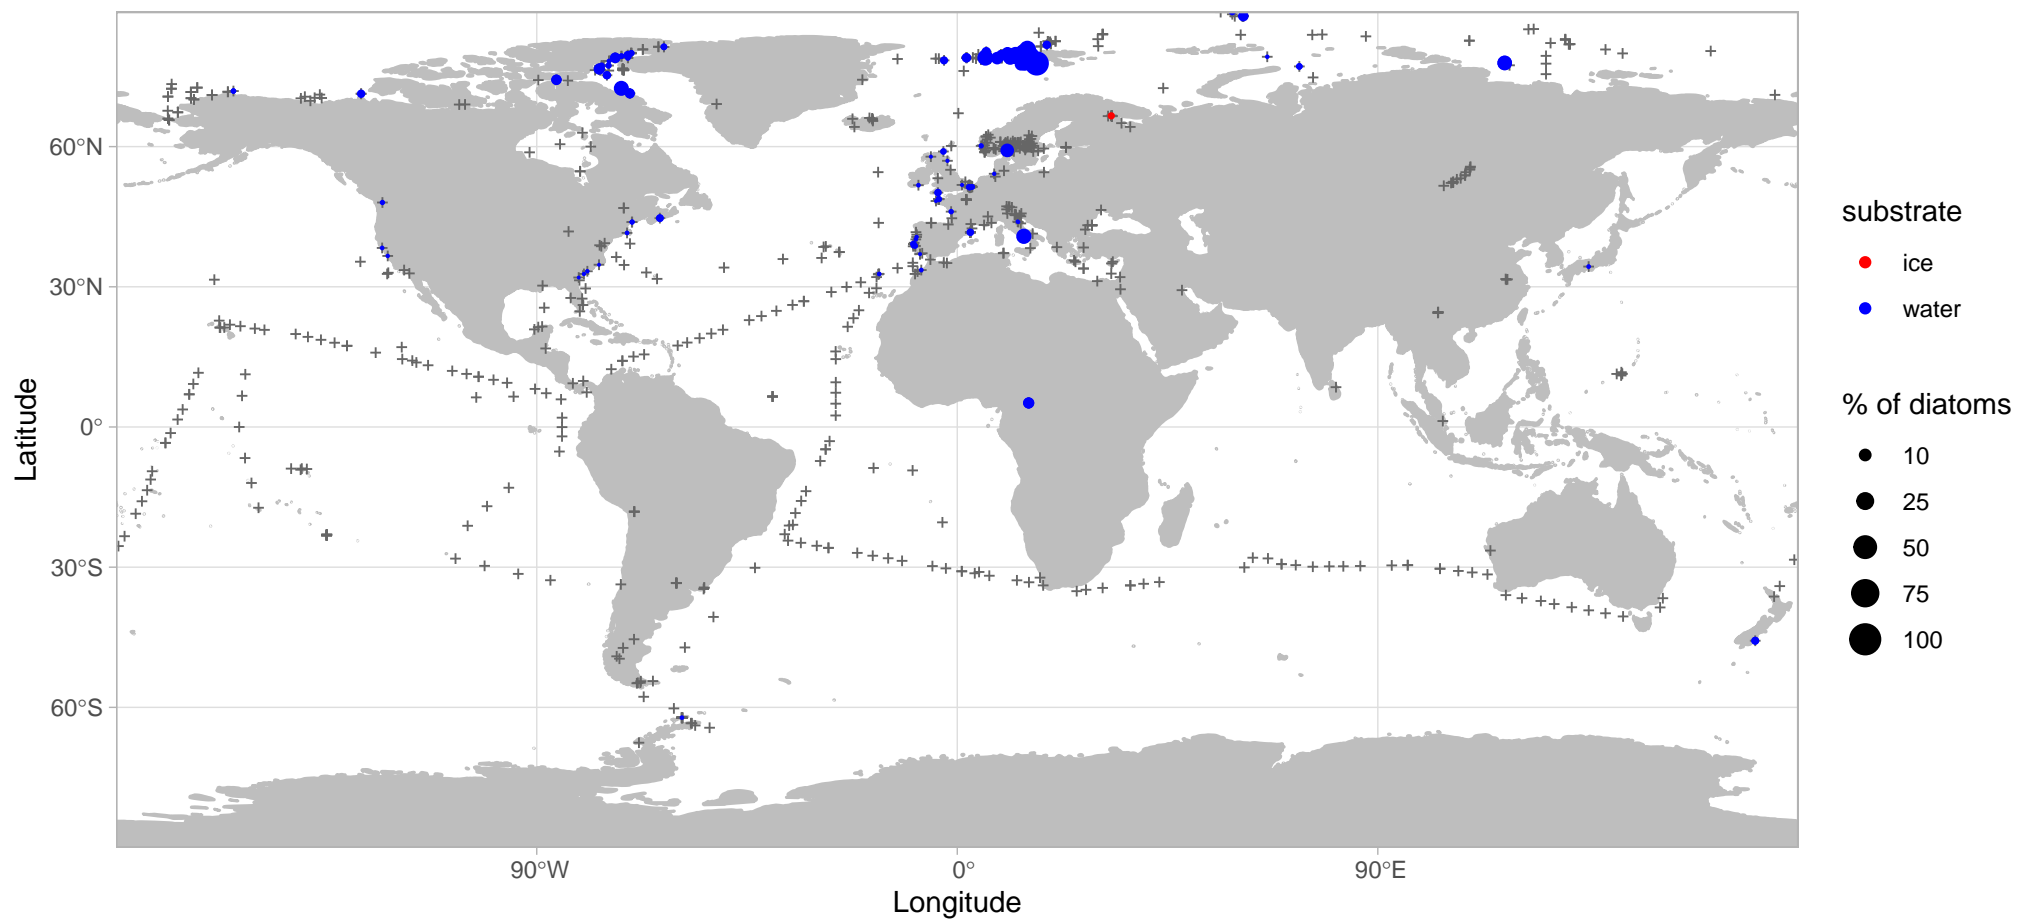 60°N
30°N
0°
30°S
60°S
Latitude
90°W
0°
90°E
Longitude
substrate
ice
water
% of diatoms
10
25
50
75
100